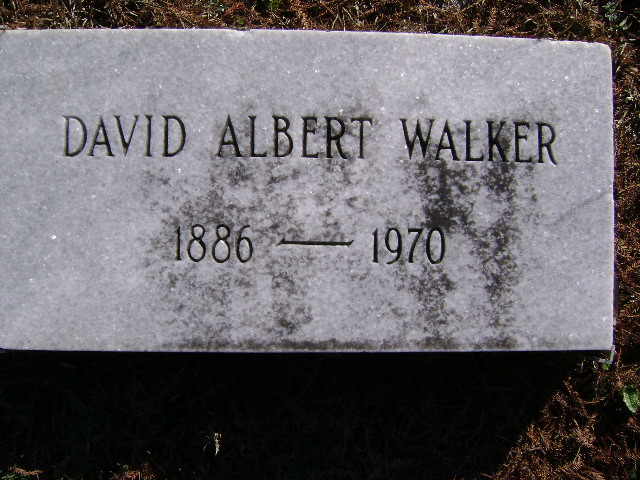 DAVID ALBERT WALKER
1886 — 1970